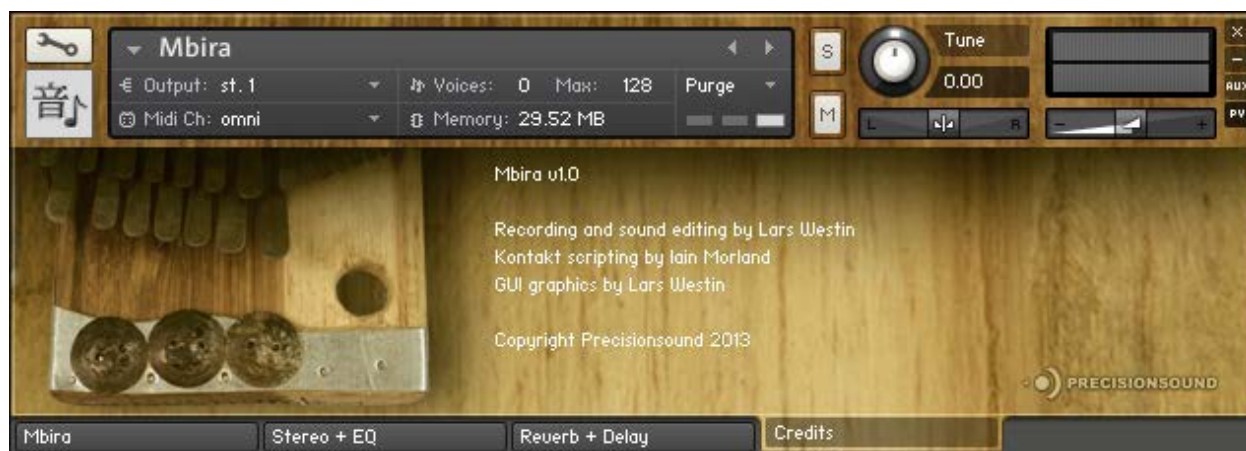 Mbira
S
Tune
X
Output: st.1
Voices: 0 Max: 128
Purge
0.00
-
AUX
音♪
Midi Ch: omni
Memory: 29.52 MB
M
L
R
-
+
PV
Mbira v1.0
Recording and sound editing by Lars Westin
Kontakt scripting by Iain Morland
GUI graphics by Lars Westin
Copyright Precisionsound 2013
PRECISIONSOUND
Mbira
Stereo + EQ
Reverb + Delay
Credits